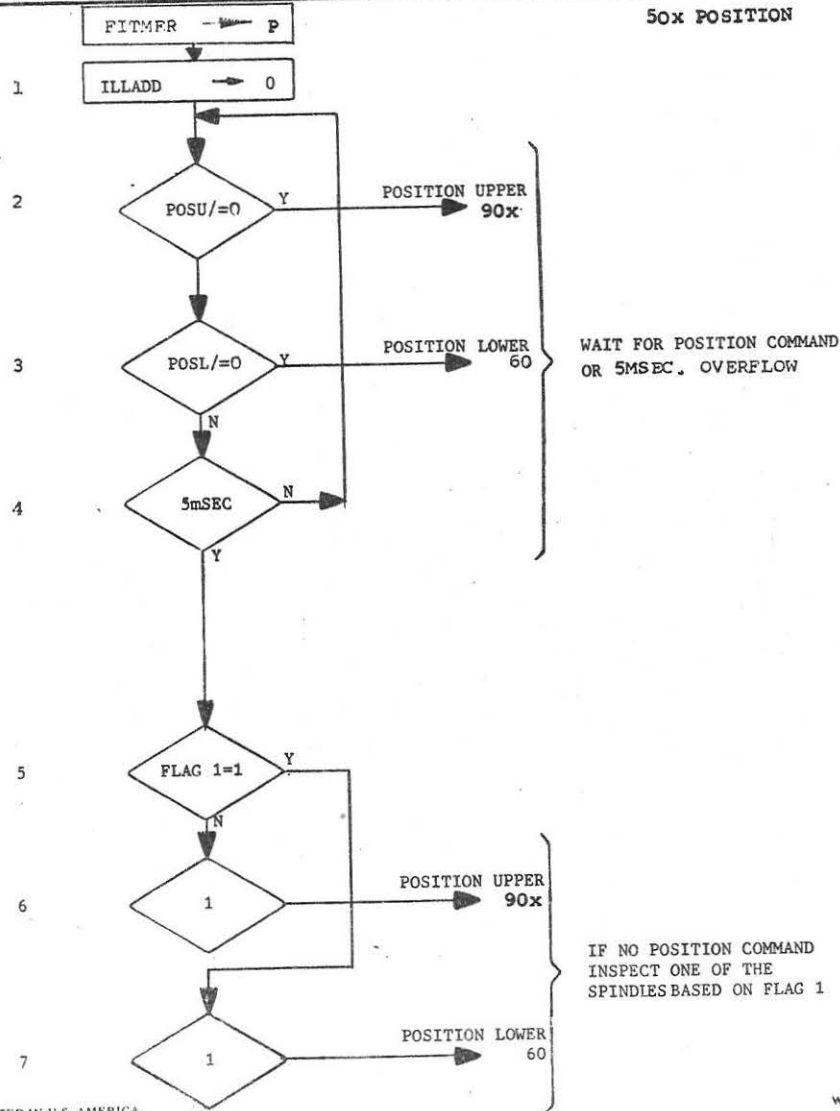 50x POSITION
FITMER P
1
ILLADD 0
2
POSU/=0
Y
POSITION UPPER
90x
3
POSL/=0
Y
POSITION LOWER
60
WAIT FOR POSITION COMMAND
OR 5MSEC. OVERFLOW
N
4
5mSEC
N
Y
5
FLAG 1=1
Y
N
6
1
POSITION UPPER
90x
IF NO POSITION COMMAND
INSPECT ONE OF THE
SPINDLES BASED ON FLAG 1
7
1
POSITION LOWER
60
U.S. AMERICA